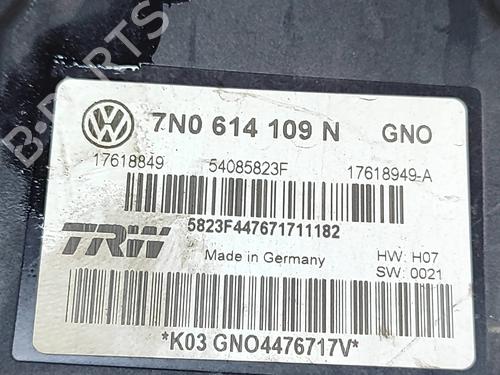 B-PARTS
7N0 614 109 N GNO
17618849 54085823F 17618949-A
5823F447671711182
TRW Made in Germany HW: H07
SW: 0021
*K03 GNO4476717V*